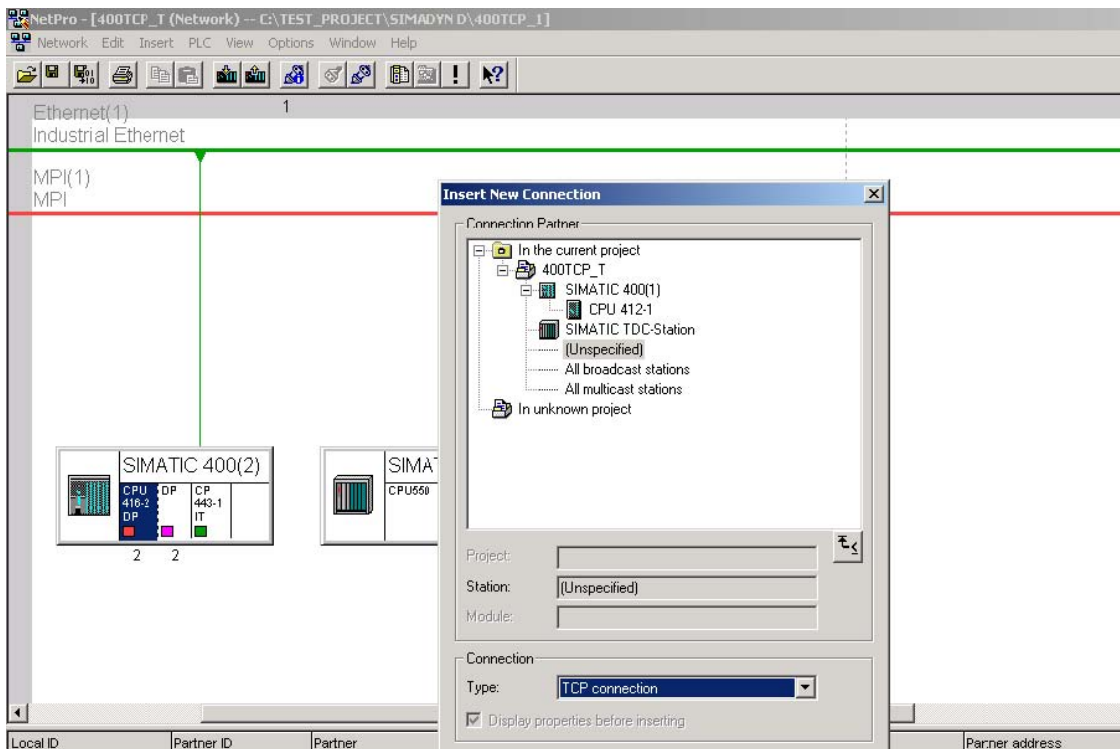 NetPro - [400TCP_T (Network) -- C:\TEST_PROJECT\SIMADYN D\400TCP_1]
Network Edit Insert PLC View Options Window Help
1
Ethernet(1)
Industrial Ethernet
MPI(1)
MPI
SIMATIC 400(2)
CPU 416-2 DP
DP
CP 443-1 IT
2 2
SIMAT
CPU550
Insert New Connection
Connection Partner
In the current project
400TCP_T
SIMATIC 400(1)
CPU 412-1
SIMATIC TDC-Station
(Unspecified)
All broadcast stations
All multicast stations
In unknown project
Project:
Station: (Unspecified)
Module:
Connection
Type: TCP connection
Display properties before inserting
Local ID Partner ID Partner Partner address